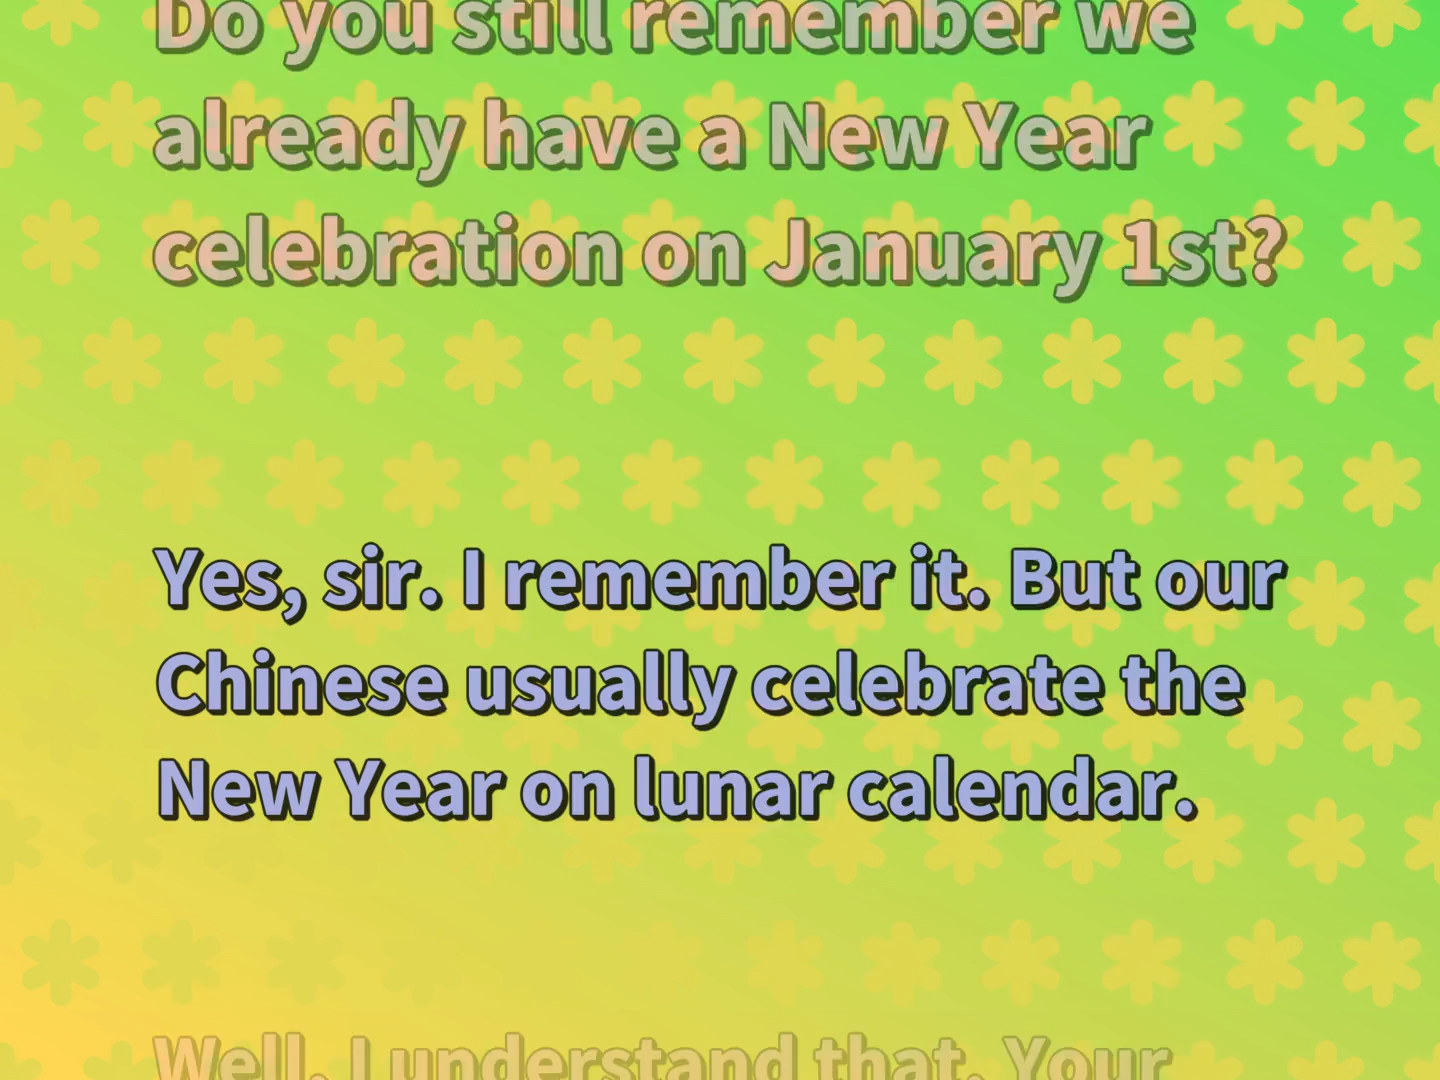 Do you still remember we
already have a New Year
celebration on January 1st?
Yes, sir. I remember it. But our
Chinese usually celebrate the
New Year on lunar calendar.
Well, I understand that. Your